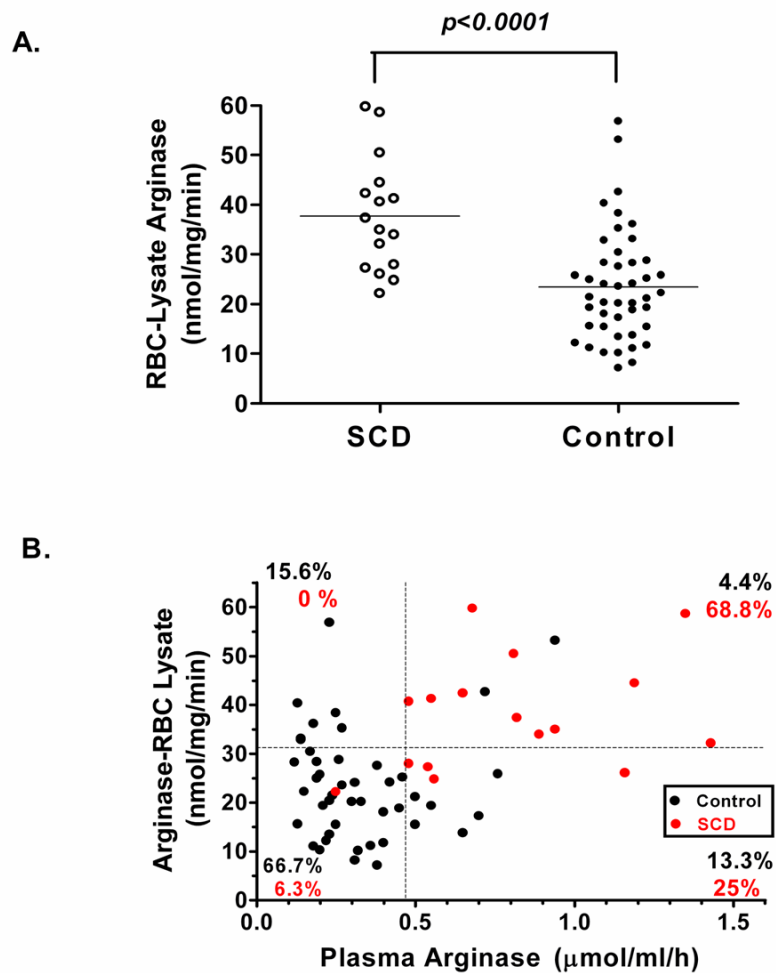 p<0.0001
A.
RBC-Lysate Arginase
(nmol/mg/min)
60
50
40
30
20
10
0
SCD
Control
B.
15.6%
0 %
4.4%
68.8%
Arginase-RBC Lysate
(nmol/mg/min)
60
50
40
30
20
10
0
Control
SCD
66.7%
6.3%
13.3%
25%
0.0
0.5
1.0
1.5
Plasma Arginase (μmol/ml/h)